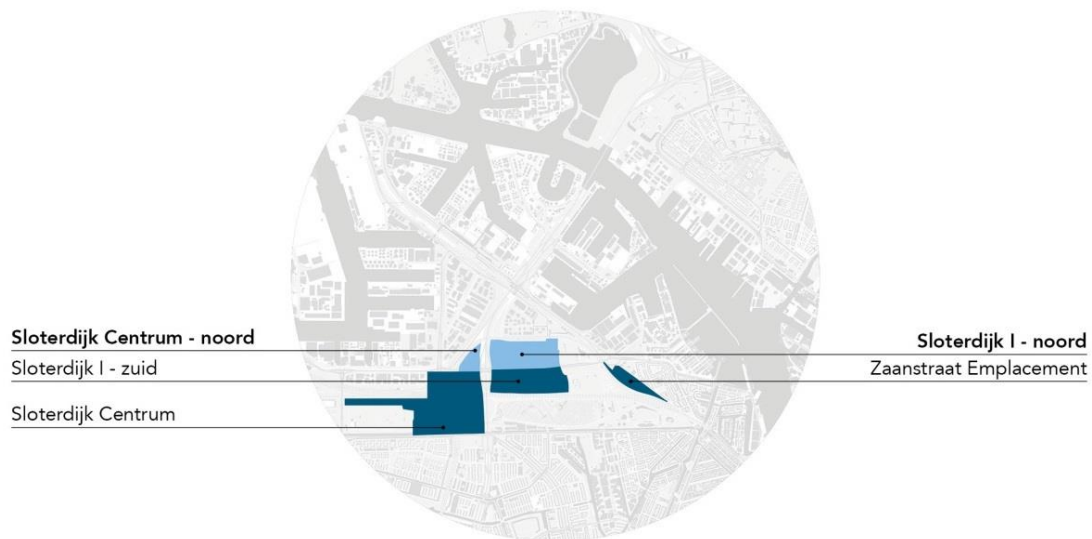 Sloterdijk Centrum - noord
Sloterdijk I - zuid
Sloterdijk Centrum
Sloterdijk I - noord
Zaanstraat Emplacement